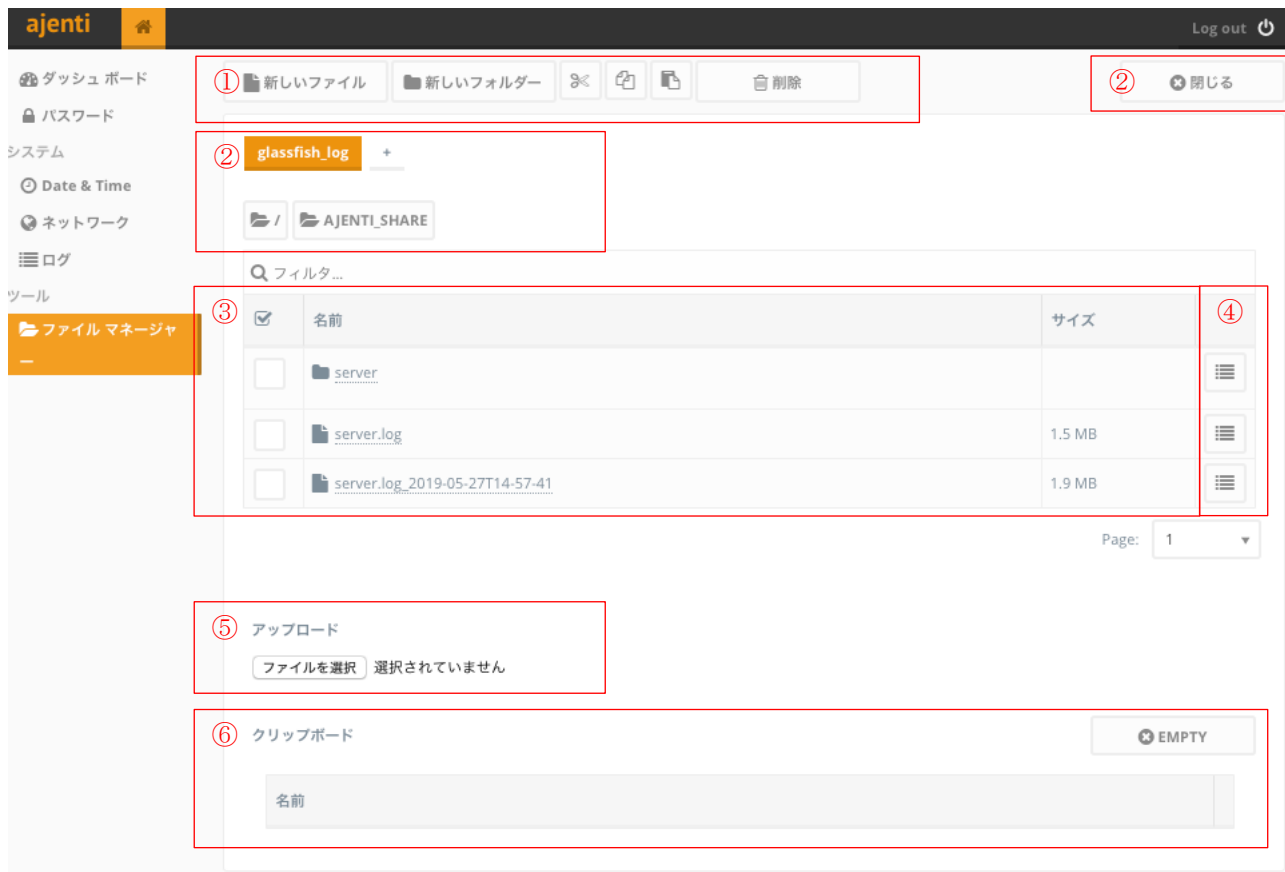 ajenti
Log out
ダッシュ ボード
パスワード
システム
Date & Time
ネットワーク
ログ
ツール
ファイル マネージャー
① 新しいファイル 新しいフォルダー 削除
② 閉じる
② glassfish_log +
/ AJENTI_SHARE
フィルタ...
③ 名前 サイズ ④
server
server.log 1.5 MB
server.log_2019-05-27T14-57-41 1.9 MB
Page: 1
⑤ アップロード
ファイルを選択 選択されていません
⑥ クリップボード EMPTY
名前